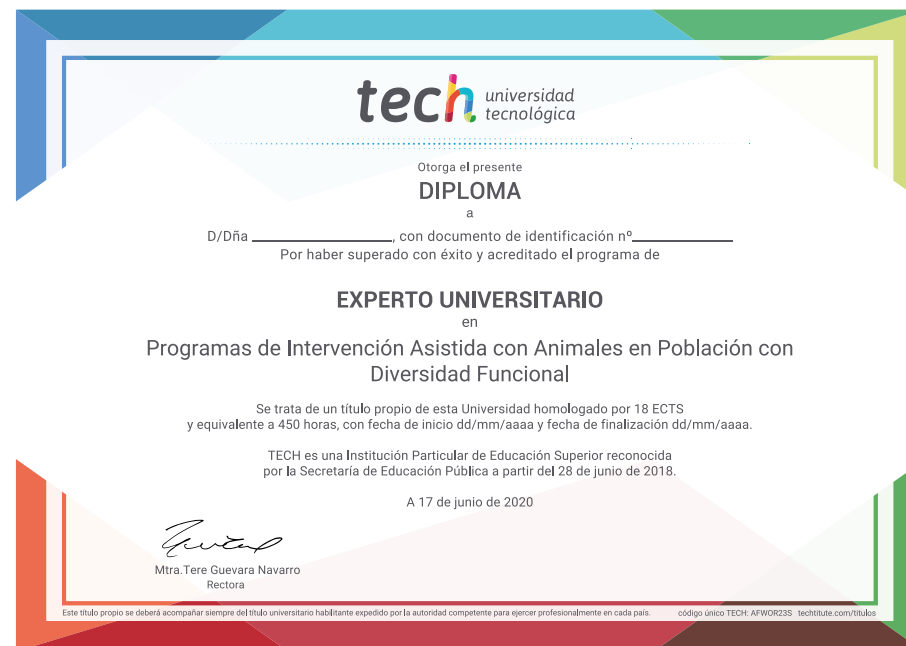 tech universidad
tecnológica
Otorga el presente
DIPLOMA
a
D/Dña ______________, con documento de identificación nº__________
Por haber superado con éxito y acreditado el programa de
EXPERTO UNIVERSITARIO
en
Programas de Intervención Asistida con Animales en Población con
Diversidad Funcional
Se trata de un título propio de esta Universidad homologado por 18 ECTS
y equivalente a 450 horas, con fecha de inicio dd/mm/aaaa y fecha de finalización dd/mm/aaaa.
TECH es una Institución Particular de Educación Superior reconocida
por la Secretaría de Educación Pública a partir del 28 de junio de 2018.
A 17 de junio de 2020
Mtra.Tere Guevara Navarro
Rectora
Este título propio se deberá acompañar siempre del título universitario habilitante expedido por la autoridad competente para ejercer profesionalmente en cada país. código único TECH: AFWOR23S techtitute.com/titulos